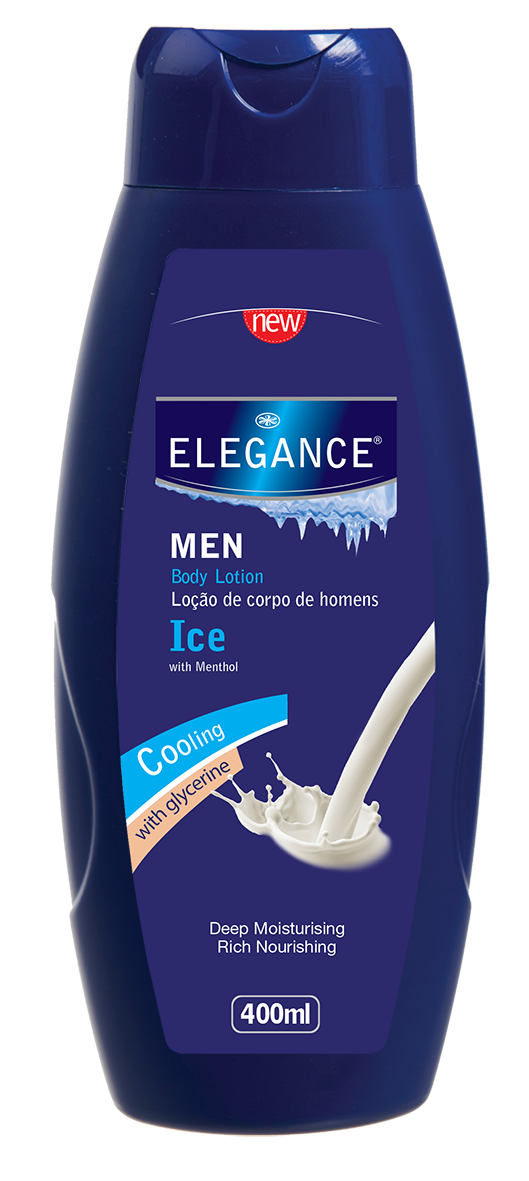 new
ELEGANCE®
MEN
Body Lotion
Loção de corpo de homens
Ice
with Menthol
Cooling
with glycerine
Deep Moisturising
Rich Nourishing
400ml